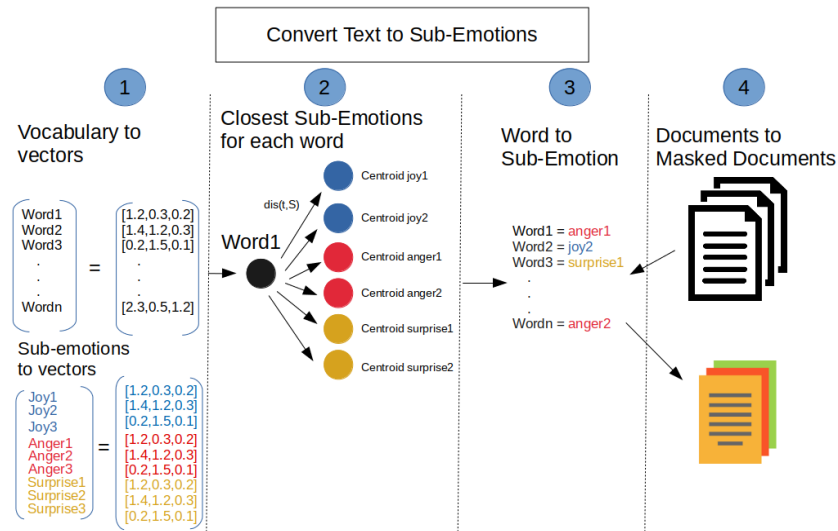 Convert Text to Sub-Emotions
1
Vocabulary to
vectors
Word1
Word2
Word3
.
.
.
Wordn
=
[1.2,0.3,0.2]
[1.4,1.2,0.3]
[0.2,1.5,0.1]
.
.
.
[2.3,0.5,1.2]
Sub-emotions
to vectors
Joy1
Joy2
Joy3
Anger1
Anger2
Anger3
Surprise1
Surprise2
Surprise3
=
[1.2,0.3,0.2]
[1.4,1.2,0.3]
[0.2,1.5,0.1]
[1.2,0.3,0.2]
[1.4,1.2,0.3]
[0.2,1.5,0.1]
[1.2,0.3,0.2]
[1.4,1.2,0.3]
[0.2,1.5,0.1]
2
Closest Sub-Emotions
for each word
dis(t,S)
Word1
Centroid joy1
Centroid joy2
Centroid anger1
Centroid anger2
Centroid surprise1
Centroid surprise2
3
Word to
Sub-Emotion
Word1 = anger1
Word2 = joy2
Word3 = surprise1
.
.
.
Wordn = anger2
4
Documents to
Masked Documents